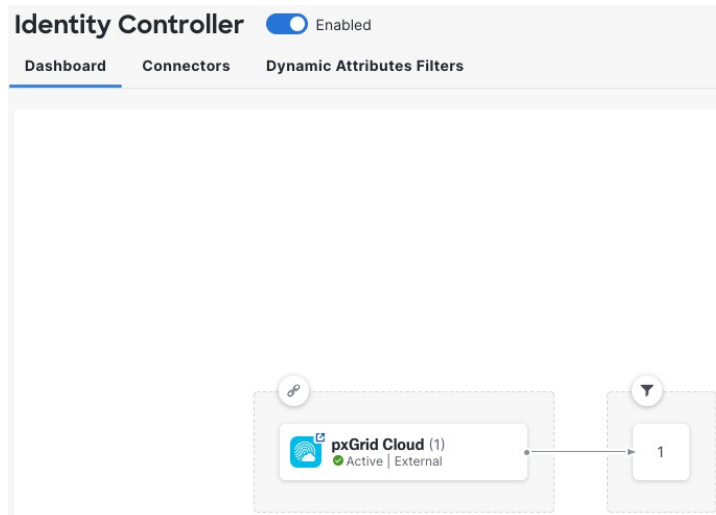 Identity Controller Enabled
Dashboard Connectors Dynamic Attributes Filters
pxGrid Cloud (1)
Active | External
1